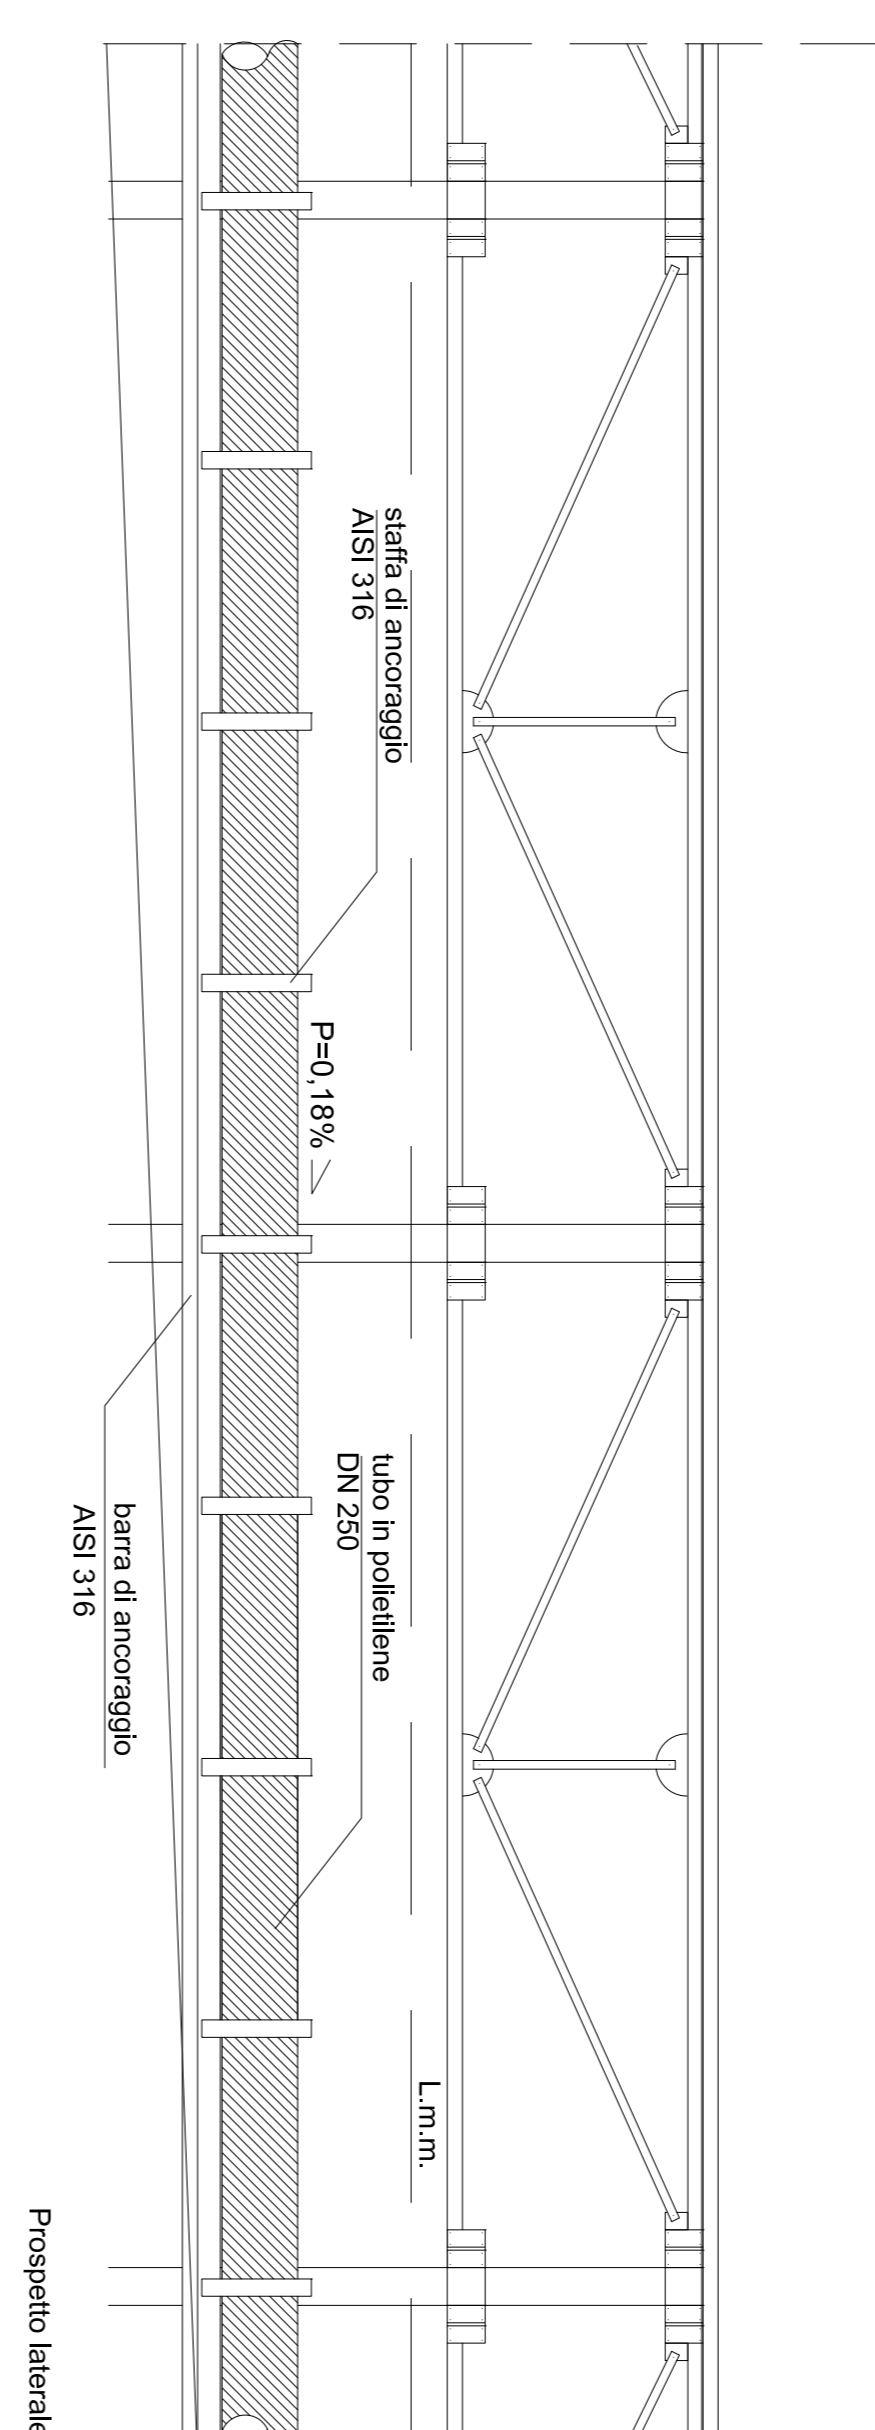 staffa di ancoraggio
AISI 316
P=0,18%
tubo in polietilene
DN 250
barra di ancoraggio
AISI 316
L.m.m.
Prospetto laterale